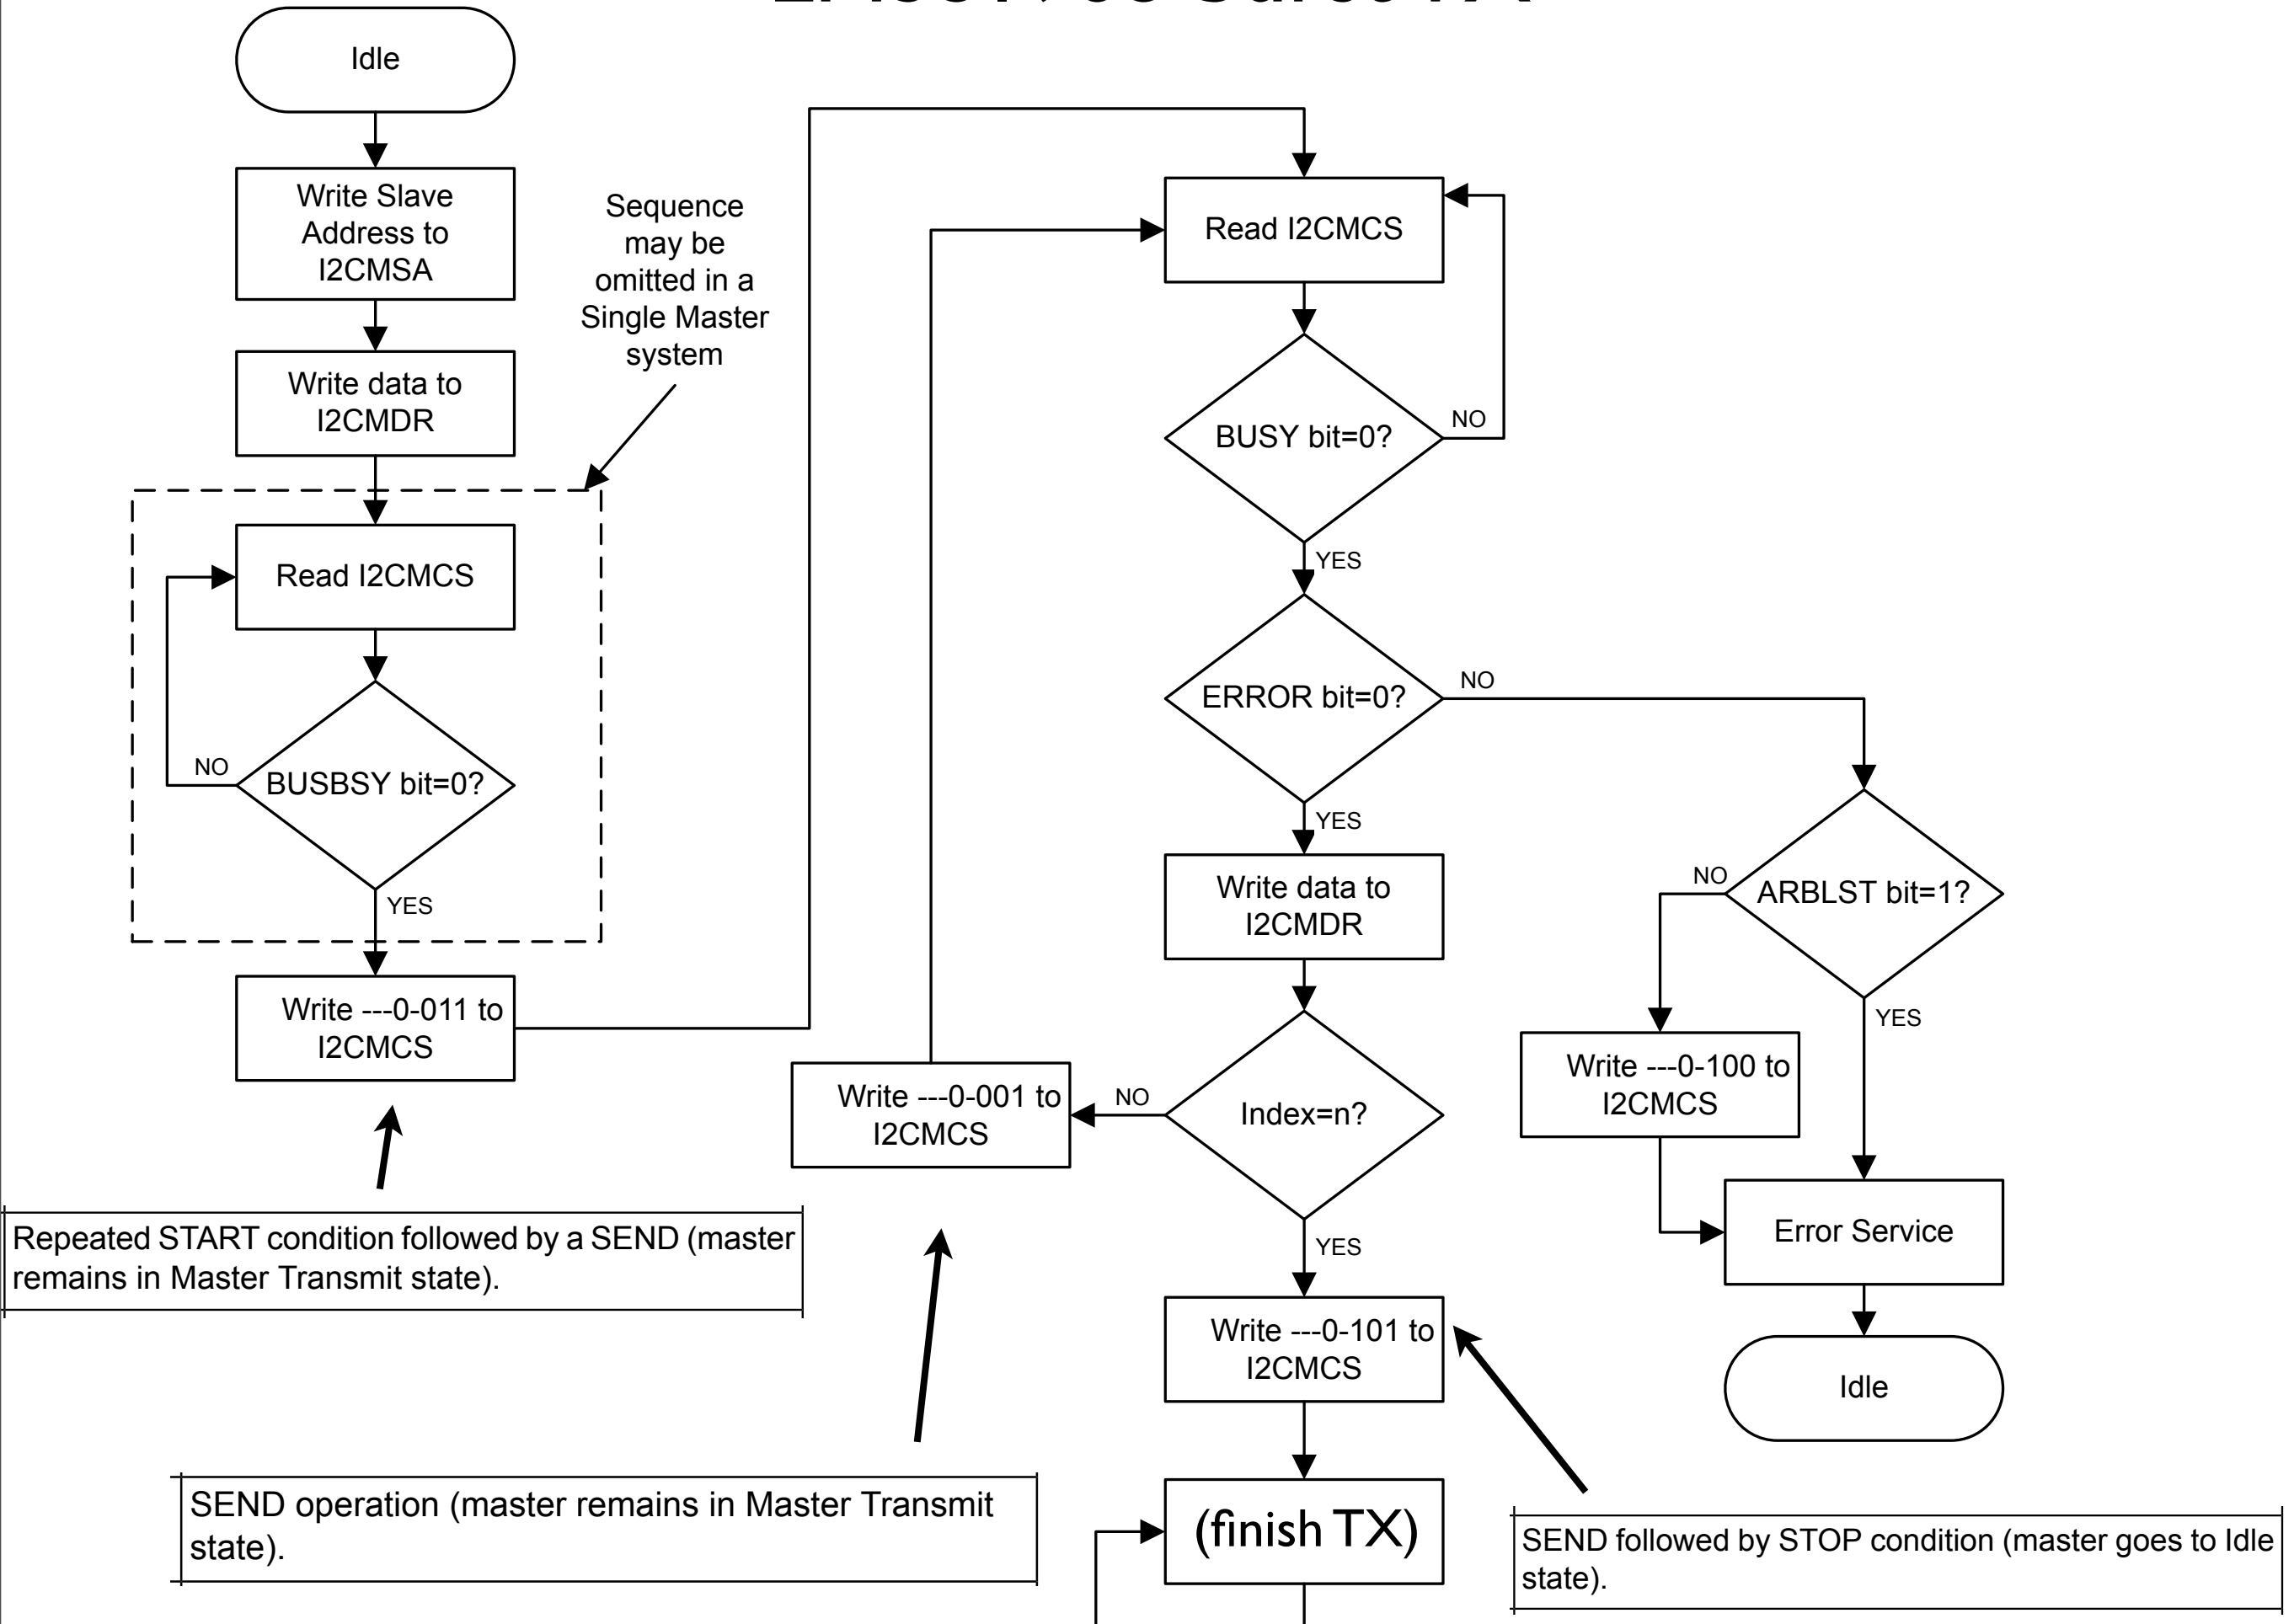 Idle
Write Slave
Address to
I2CMSA
Write data to
I2CMDR
Sequence
may be
omitted in a
Single Master
system
Read I2CMCS
BUSBSY bit=0?
NO
YES
Write ---0-011 to
I2CMCS
Repeated START condition followed by a SEND (master
remains in Master Transmit state).
Read I2CMCS
BUSY bit=0?
NO
YES
ERROR bit=0?
NO
YES
Write data to
I2CMDR
Index=n?
NO
Write ---0-001 to
I2CMCS
SEND operation (master remains in Master Transmit
state).
YES
Write ---0-101 to
I2CMCS
(finish TX)
SEND followed by STOP condition (master goes to Idle
state).
ARBLST bit=1?
NO
Write ---0-100 to
I2CMCS
YES
Error Service
Idle